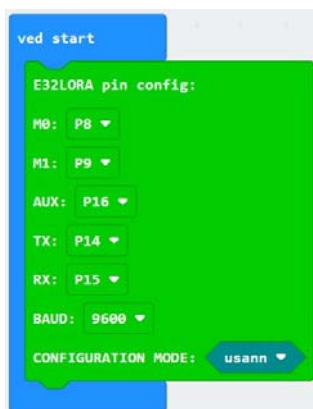 ved start
E32LORA pin config:
M0: P8
M1: P9
AUX: P16
TX: P14
RX: P15
BAUD: 9600
CONFIGURATION MODE: usann